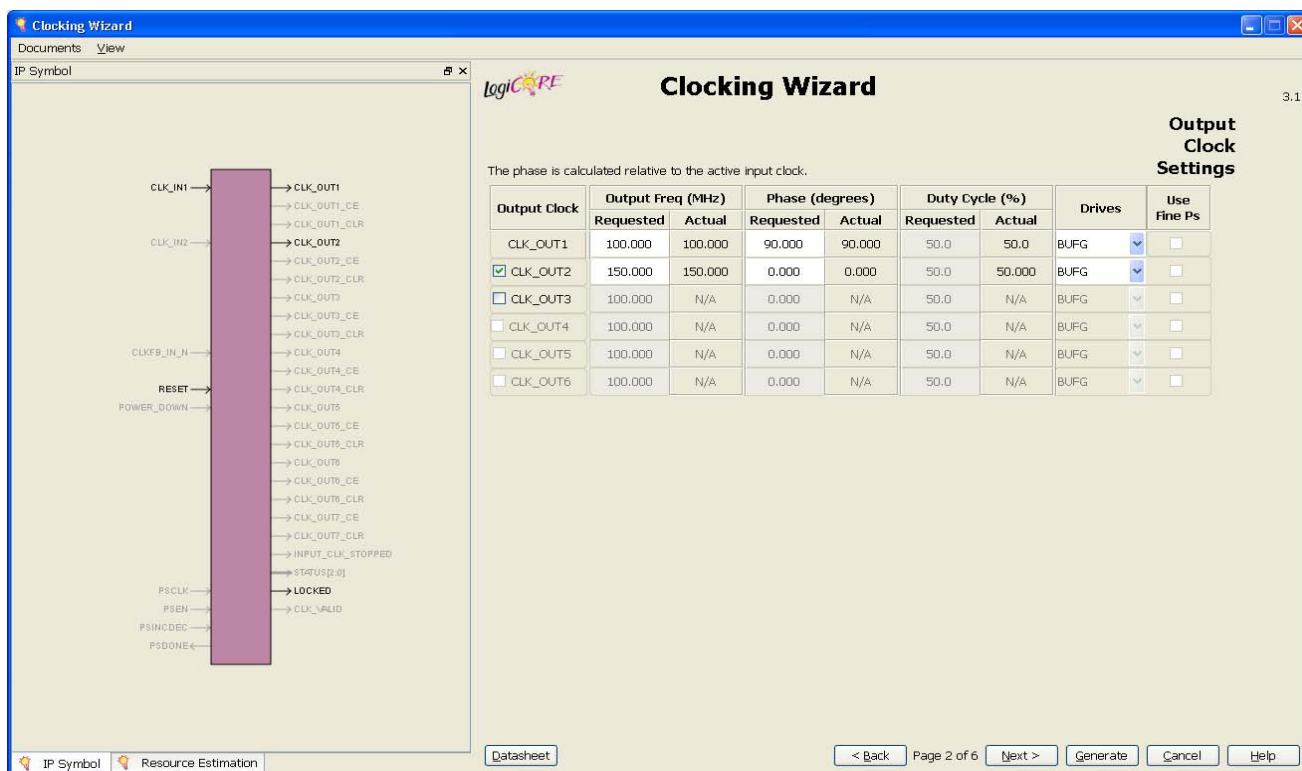 Clocking Wizard
Documents View
IP Symbol
CLK_IN1
CLK_IN2
CLKFB_IN_N
RESET
POWER_DOWN
PSCLK
PSEN
PSINCDEC
PSDONE
CLK_OUT1
CLK_OUT1_CE
CLK_OUT1_CLR
CLK_OUT2
CLK_OUT2_CE
CLK_OUT2_CLR
CLK_OUT3
CLK_OUT3_CE
CLK_OUT3_CLR
CLK_OUT4
CLK_OUT4_CE
CLK_OUT4_CLR
CLK_OUT5
CLK_OUT5_CE
CLK_OUT5_CLR
CLK_OUT6
CLK_OUT6_CE
CLK_OUT6_CLR
CLK_OUT7_CE
CLK_OUT7_CLR
INPUT_CLK_STOPPED
STATUS[2:0]
LOCKED
CLK_VALID
IP Symbol Resource Estimation
LogiCORE Clocking Wizard 3.1
Output
Clock
Settings
The phase is calculated relative to the active input clock.
Output Clock Output Freq (MHz) Phase (degrees) Duty Cycle (%) Drives Use Fine Ps
Requested Actual Requested Actual Requested Actual
CLK_OUT1 100.000 100.000 90.000 90.000 50.0 50.0 BUFG
CLK_OUT2 150.000 150.000 0.000 0.000 50.0 50.000 BUFG
CLK_OUT3 100.000 N/A 0.000 N/A 50.0 N/A BUFG
CLK_OUT4 100.000 N/A 0.000 N/A 50.0 N/A BUFG
CLK_OUT5 100.000 N/A 0.000 N/A 50.0 N/A BUFG
CLK_OUT6 100.000 N/A 0.000 N/A 50.0 N/A BUFG
Datasheet < Back Page 2 of 6 Next > Generate Cancel Help